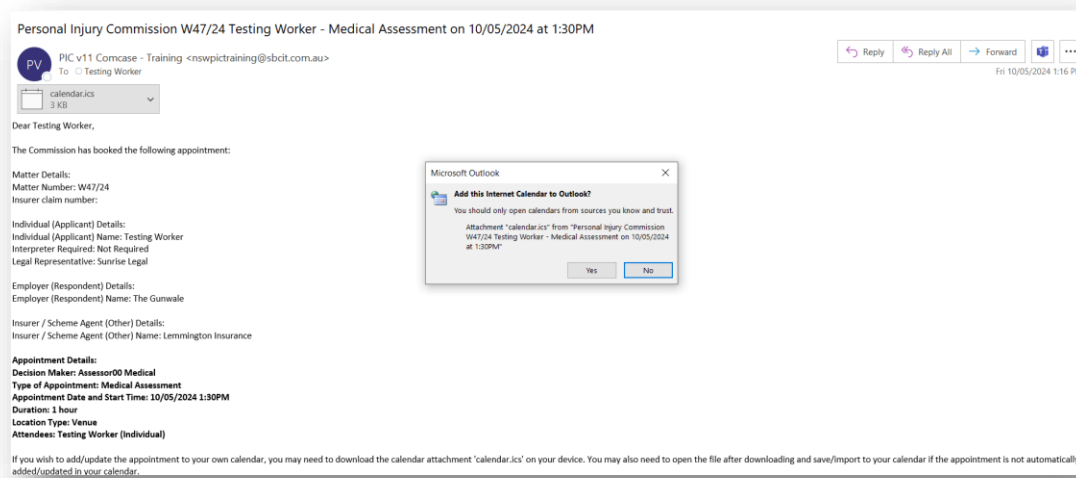 Personal Injury Commission W47/24 Testing Worker - Medical Assessment on 10/05/2024 at 1:30PM
PV
PIC v11 Comcase - Training <nswpictraining@sbcit.com.au>
To Testing Worker
Reply
Reply All
Forward
Fri 10/05/2024 1:16 PM
calendar.ics
3 KB
Dear Testing Worker,
The Commission has booked the following appointment:
Matter Details:
Matter Number: W47/24
Insurer claim number:
Individual (Applicant) Details:
Individual (Applicant) Name: Testing Worker
Interpreter Required: Not Required
Legal Representative: Sunrise Legal
Employer (Respondent) Details:
Employer (Respondent) Name: The Gunwale
Insurer / Scheme Agent (Other) Details:
Insurer / Scheme Agent (Other) Name: Lemmington Insurance
Appointment Details:
Decision Maker: Assessor00 Medical
Type of Appointment: Medical Assessment
Appointment Date and Start Time: 10/05/2024 1:30PM
Duration: 1 hour
Location Type: Venue
Attendees: Testing Worker (Individual)
If you wish to add/update the appointment to your own calendar, you may need to download the calendar attachment 'calendar.ics' on your device. You may also need to open the file after downloading and save/import to your calendar if the appointment is not automatically
added/updated in your calendar.
Microsoft Outlook
Add this Internet Calendar to Outlook?
You should only open calendars from sources you know and trust.
Attachment "calendar.ics" from "Personal Injury Commission
W47/24 Testing Worker - Medical Assessment on 10/05/2024
at 1:30PM"
Yes
No